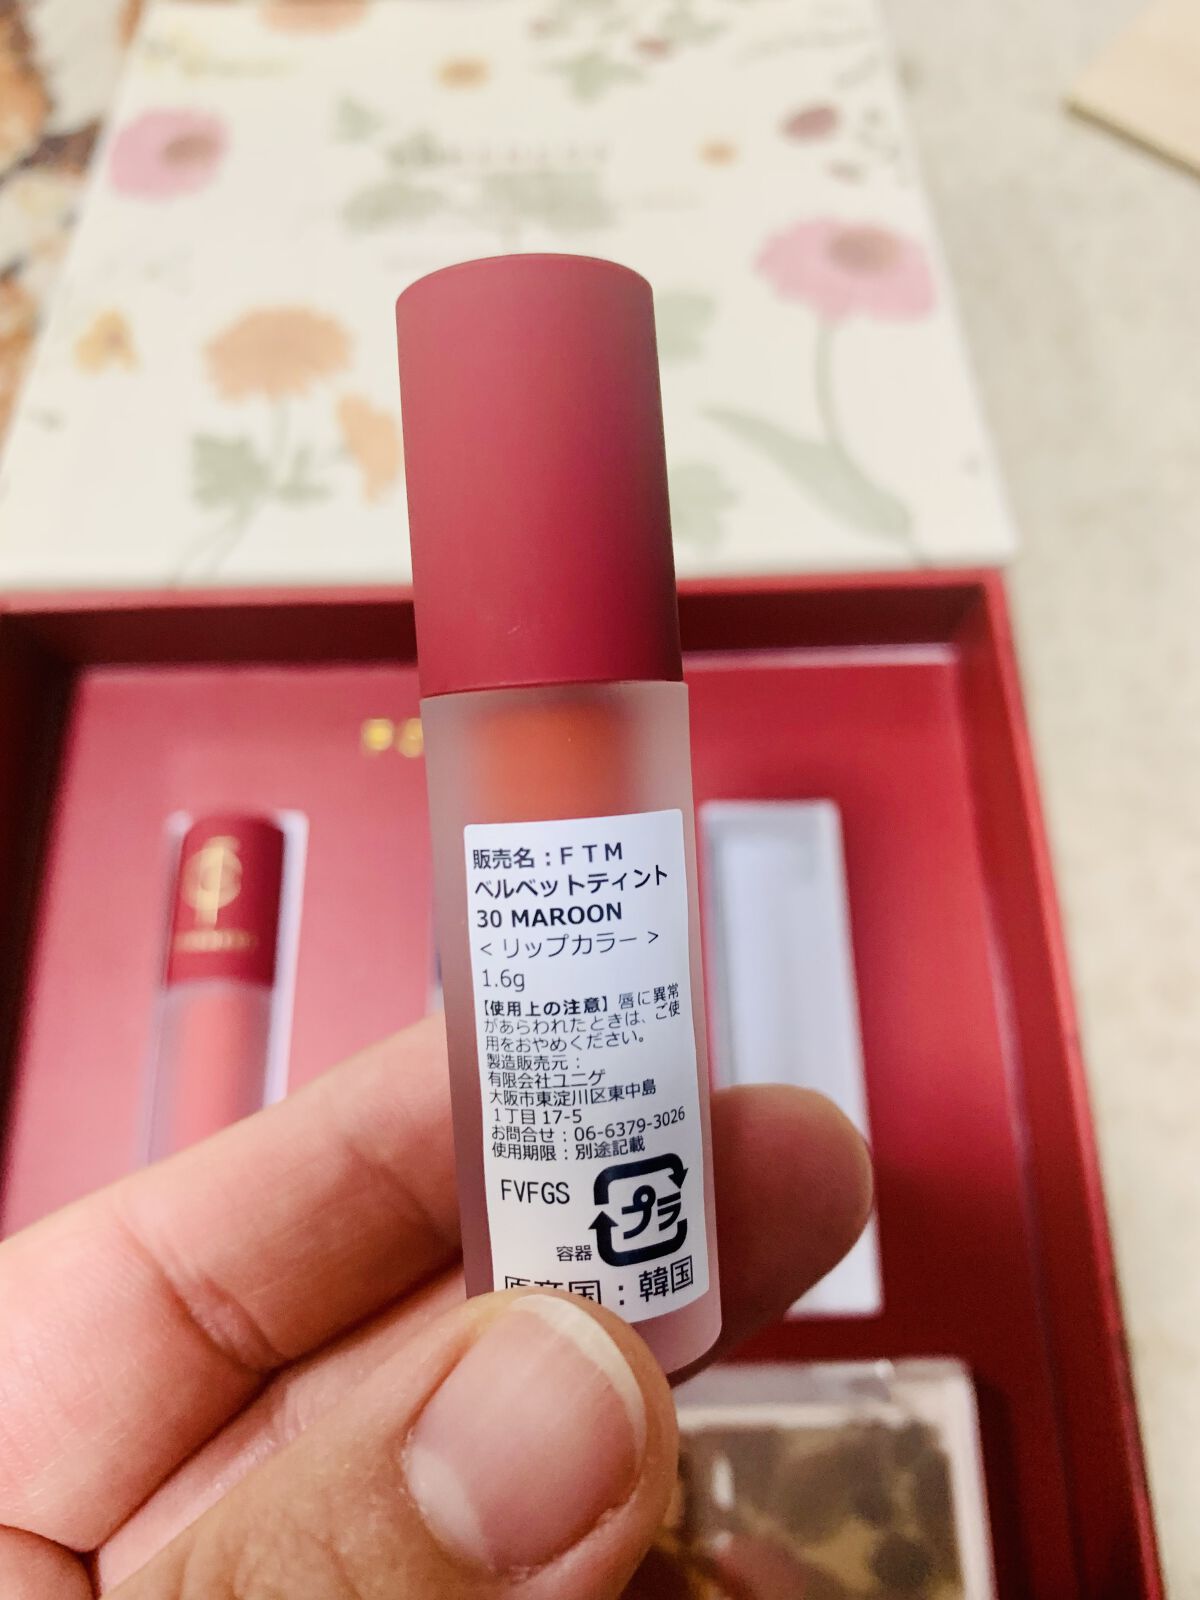 販売名：ＦＴＭ
ベルベットティント
30 MAROON
＜リップカラー＞
1.6g
【使用上の注意】唇に異常
があらわれたときは、ご使
用をおやめください。
製造販売元：
有限会社ユニゲ
大阪市東淀川区東中島
１丁目17-5
お問合せ：06-6379-3026
使用期限：別途記載
FVFGS
プラ
容器
原産国：韓国